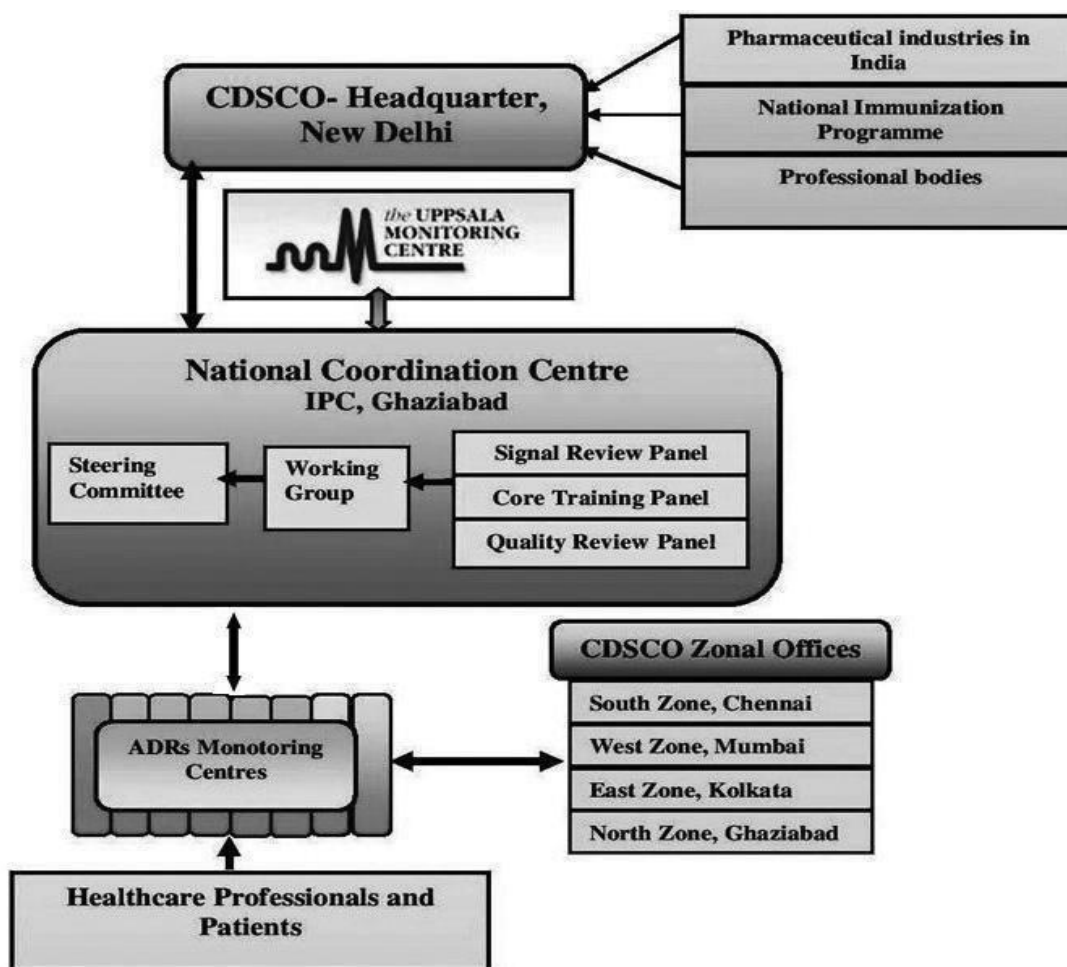 Pharmaceutical industries in
India
National Immunization
Programme
Professional bodies
CDSCO- Headquarter,
New Delhi
the UPPSALA
MONITORING
CENTRE
National Coordination Centre
IPC, Ghaziabad
Steering
Committee
Working
Group
Signal Review Panel
Core Training Panel
Quality Review Panel
CDSCO Zonal Offices
South Zone, Chennai
West Zone, Mumbai
East Zone, Kolkata
North Zone, Ghaziabad
ADRs Monotoring
Centres
Healthcare Professionals and
Patients